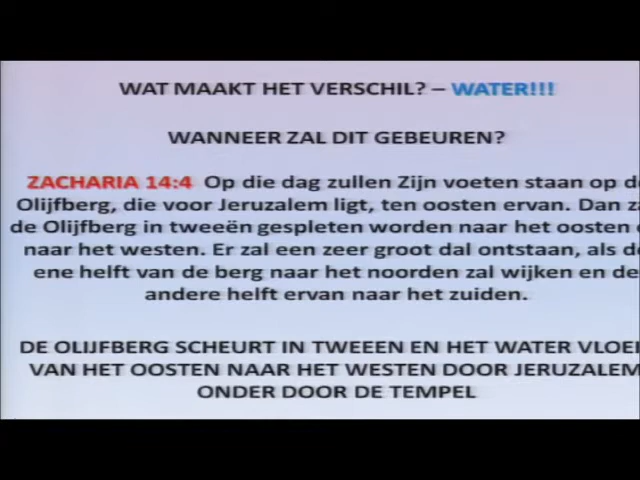 WAT MAAKT HET VERSCHIL? – WATER!!!
WANNEER ZAL DIT GEBEUREN?
ZACHARIA 14:4 Op die dag zullen Zijn voeten staan op
Olijfberg, die voor Jeruzalem ligt, ten oosten ervan. Dan
de Olijfberg in tweeën gespleten worden naar het oosten
naar het westen. Er zal een zeer groot dal ontstaan, als
ene helft van de berg naar het noorden zal wijken en de
andere helft ervan naar het zuiden.
DE OLIJFBERG SCHEURT IN TWEEEN EN HET WATER
VAN HET OOSTEN NAAR HET WESTEN DOOR JERUZALEM
ONDER DOOR DE TEMPEL